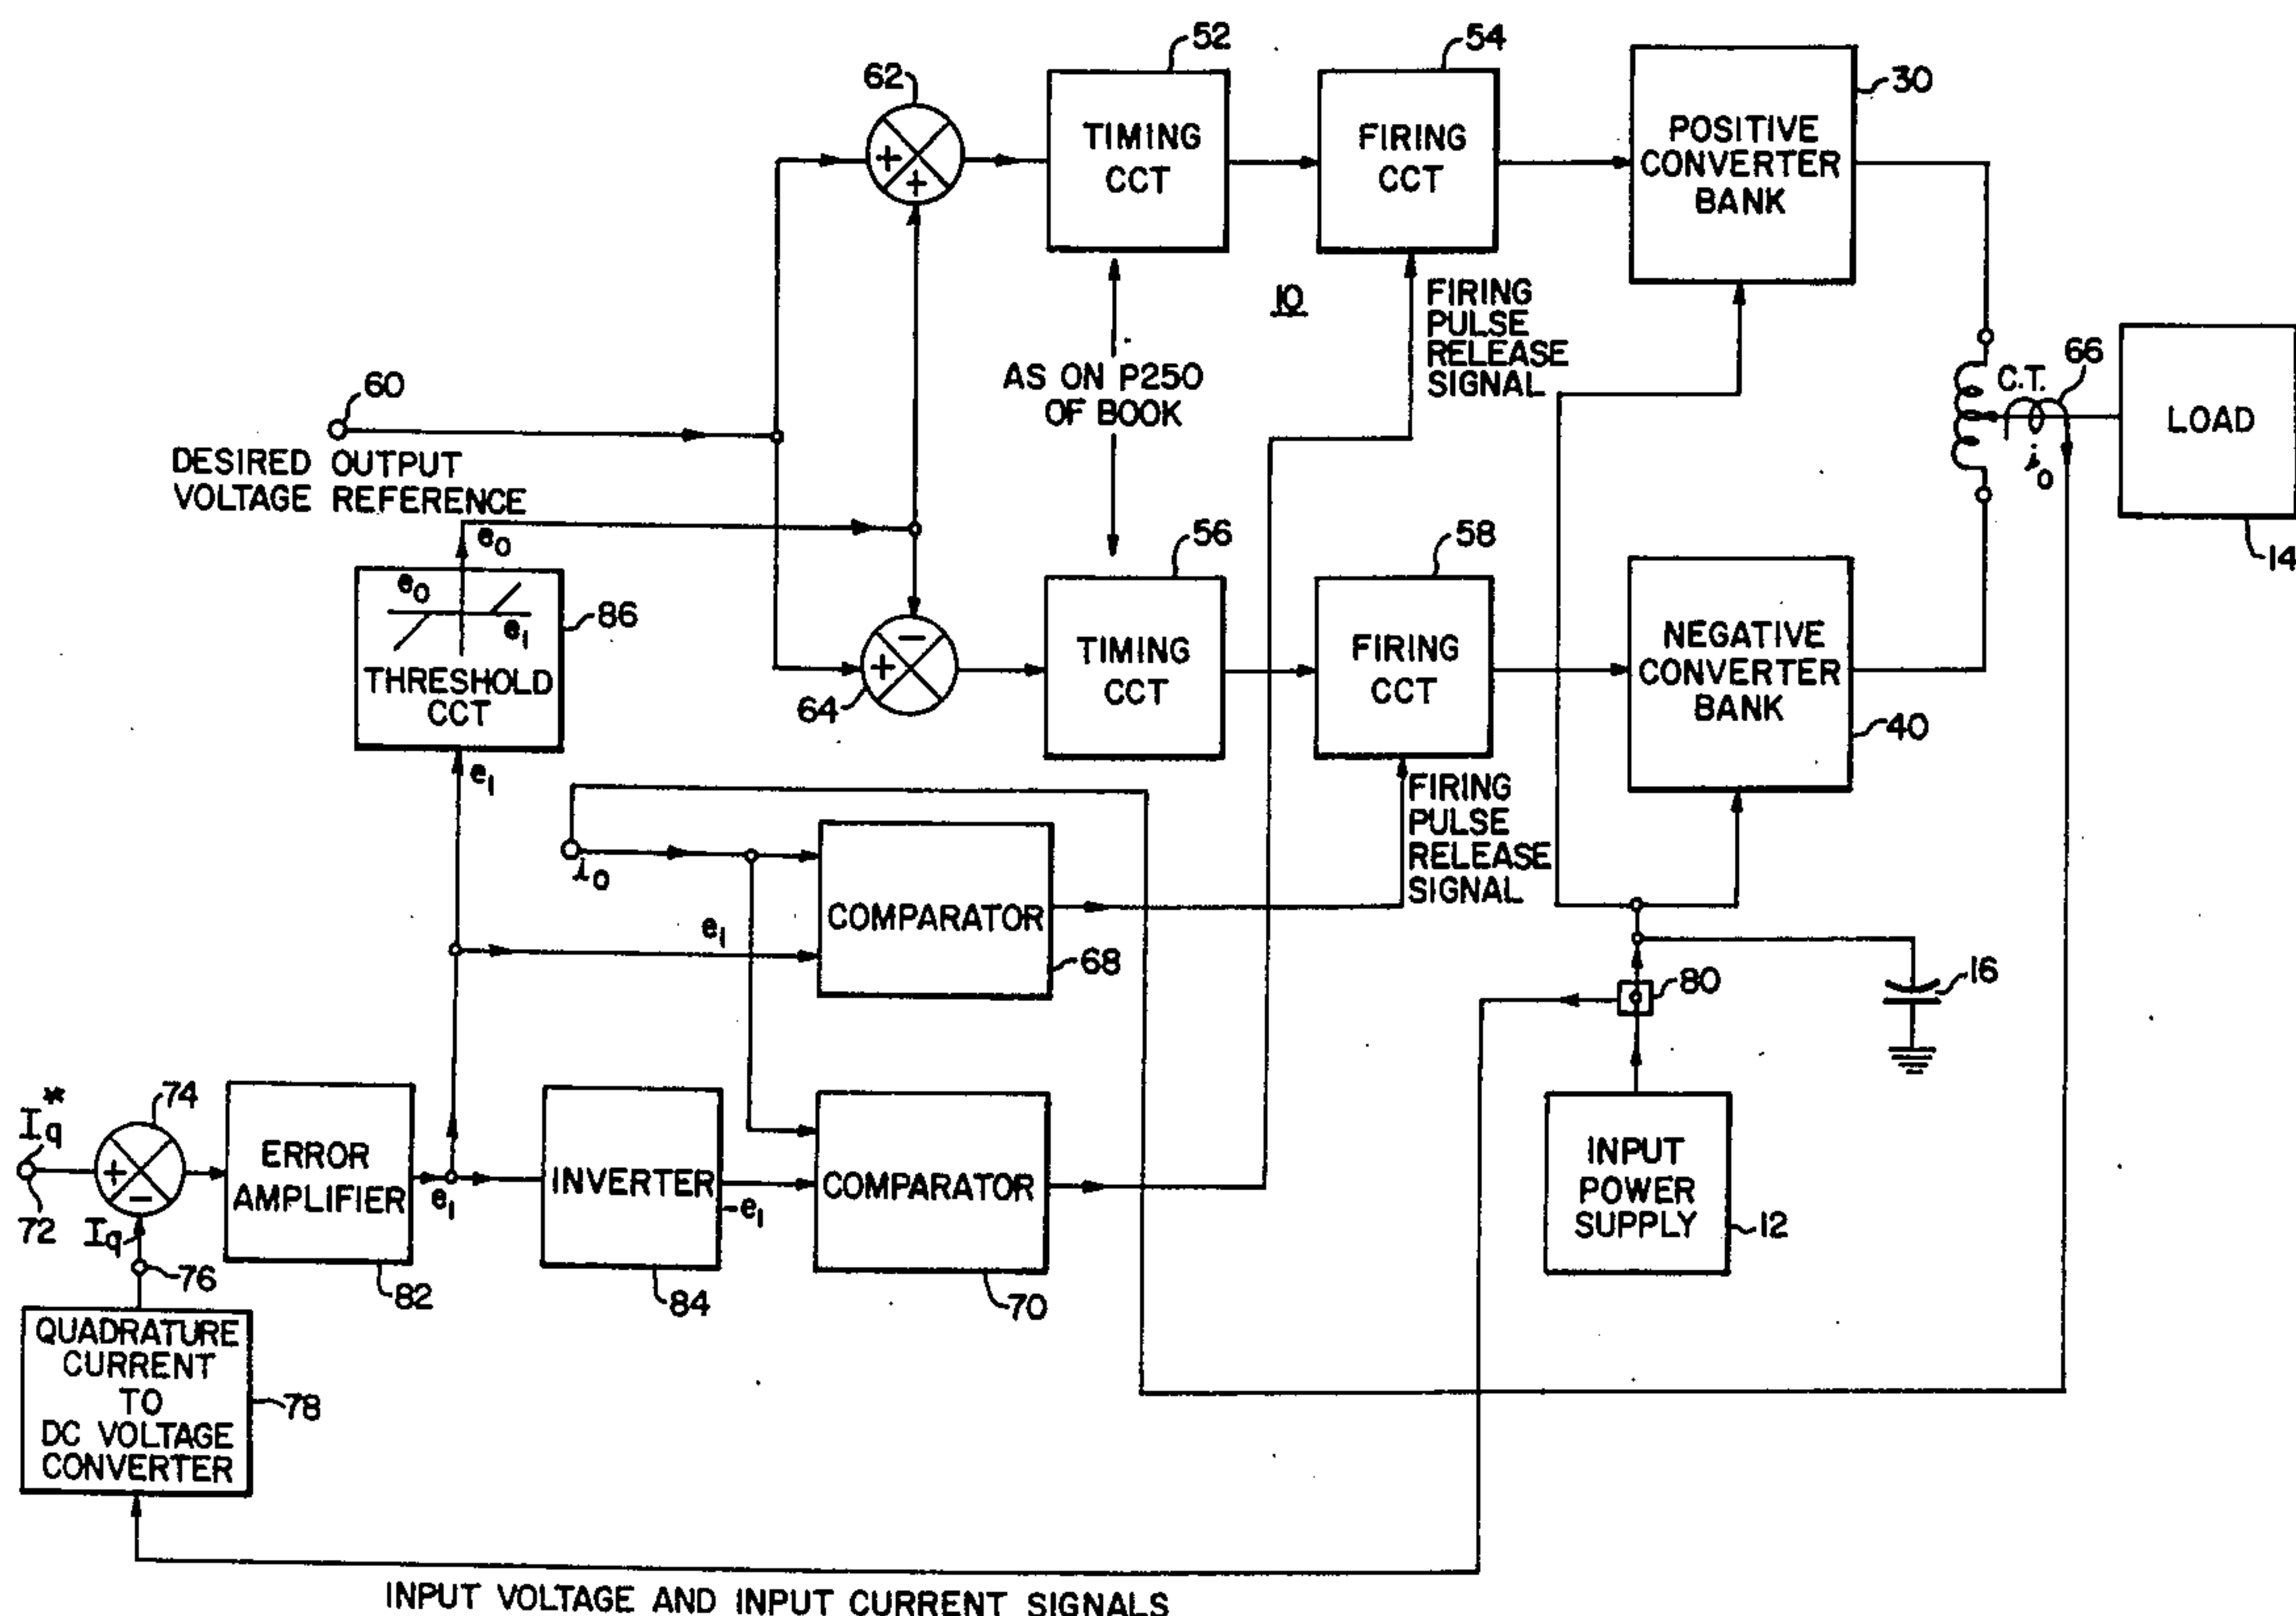 52
54
62
30
TIMING
CCT
FIRING
CCT
POSITIVE
CONVERTER
BANK
+
+
10
FIRING
PULSE
RELEASE
SIGNAL
AS ON P250
OF BOOK
60
DESIRED OUTPUT
VOLTAGE REFERENCE
C.T.
66
i₀
LOAD
14
e₀
e₀
e₁
THRESHOLD
CCT
86
56
58
+
-
64
TIMING
CCT
FIRING
CCT
NEGATIVE
CONVERTER
BANK
40
e₁
FIRING
PULSE
RELEASE
SIGNAL
i₀
e₁
COMPARATOR
68
80
16
Iq*
72
74
+
-
Iq
76
ERROR
AMPLIFIER
82
e₁
INVERTER
84
-e₁
COMPARATOR
70
INPUT
POWER
SUPPLY
12
QUADRATURE
CURRENT
TO
DC VOLTAGE
CONVERTER
78
INPUT VOLTAGE AND INPUT CURRENT SIGNALS